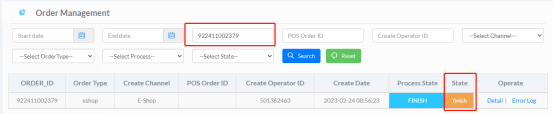 Order Management
Start date End date 922411002379 POS Order ID Create Operator ID --Select Channel--
--Select OrderType-- --Select Process-- --Select State-- Search Reset
ORDER_ID Order Type Create Channel POS Order ID Create Operator ID Create Date Process State State Operate
922411002379 eshop E-Shop 501362463 2023-02-24 08:56:23 FINISH finish Detail | Error Log